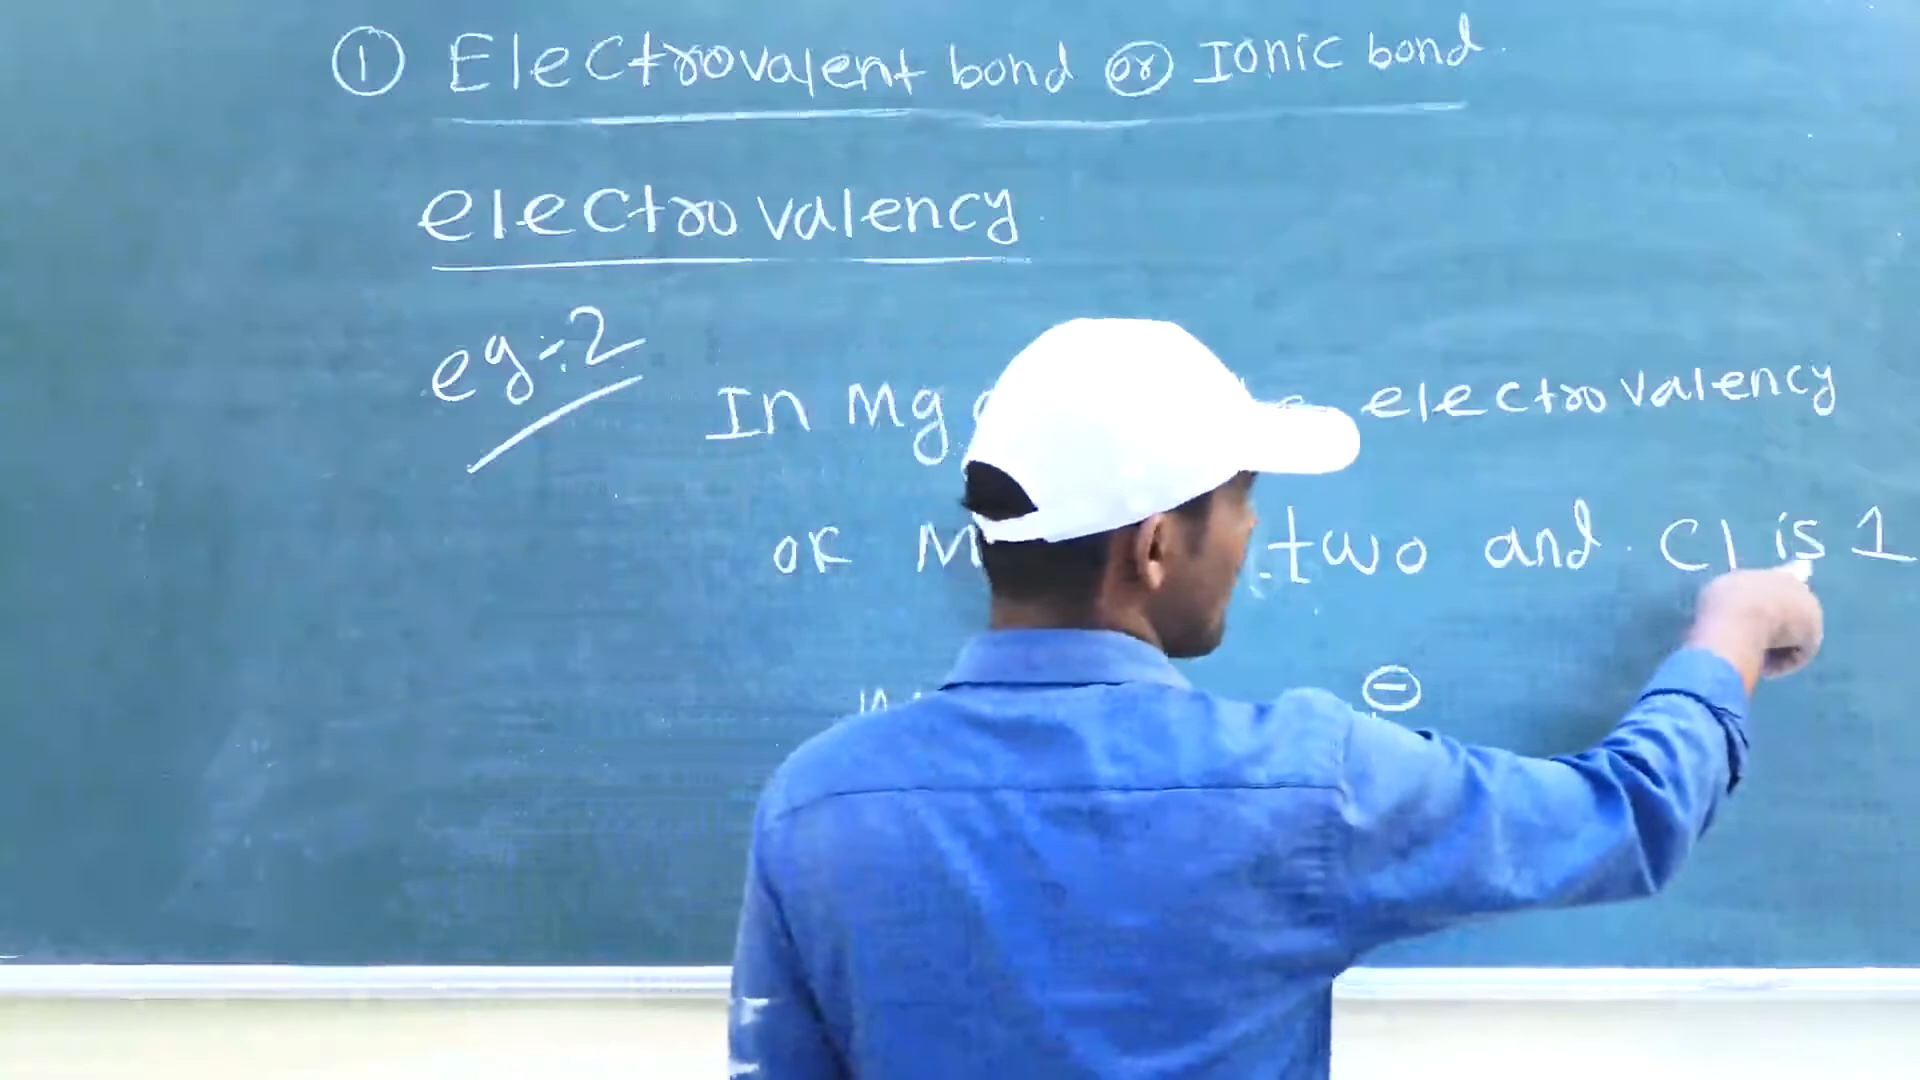 ① Electrovalent bond or Ionic bond
electrovalency
eg:2
In Mg electrovalency
OR two and Cl is 1
⊖